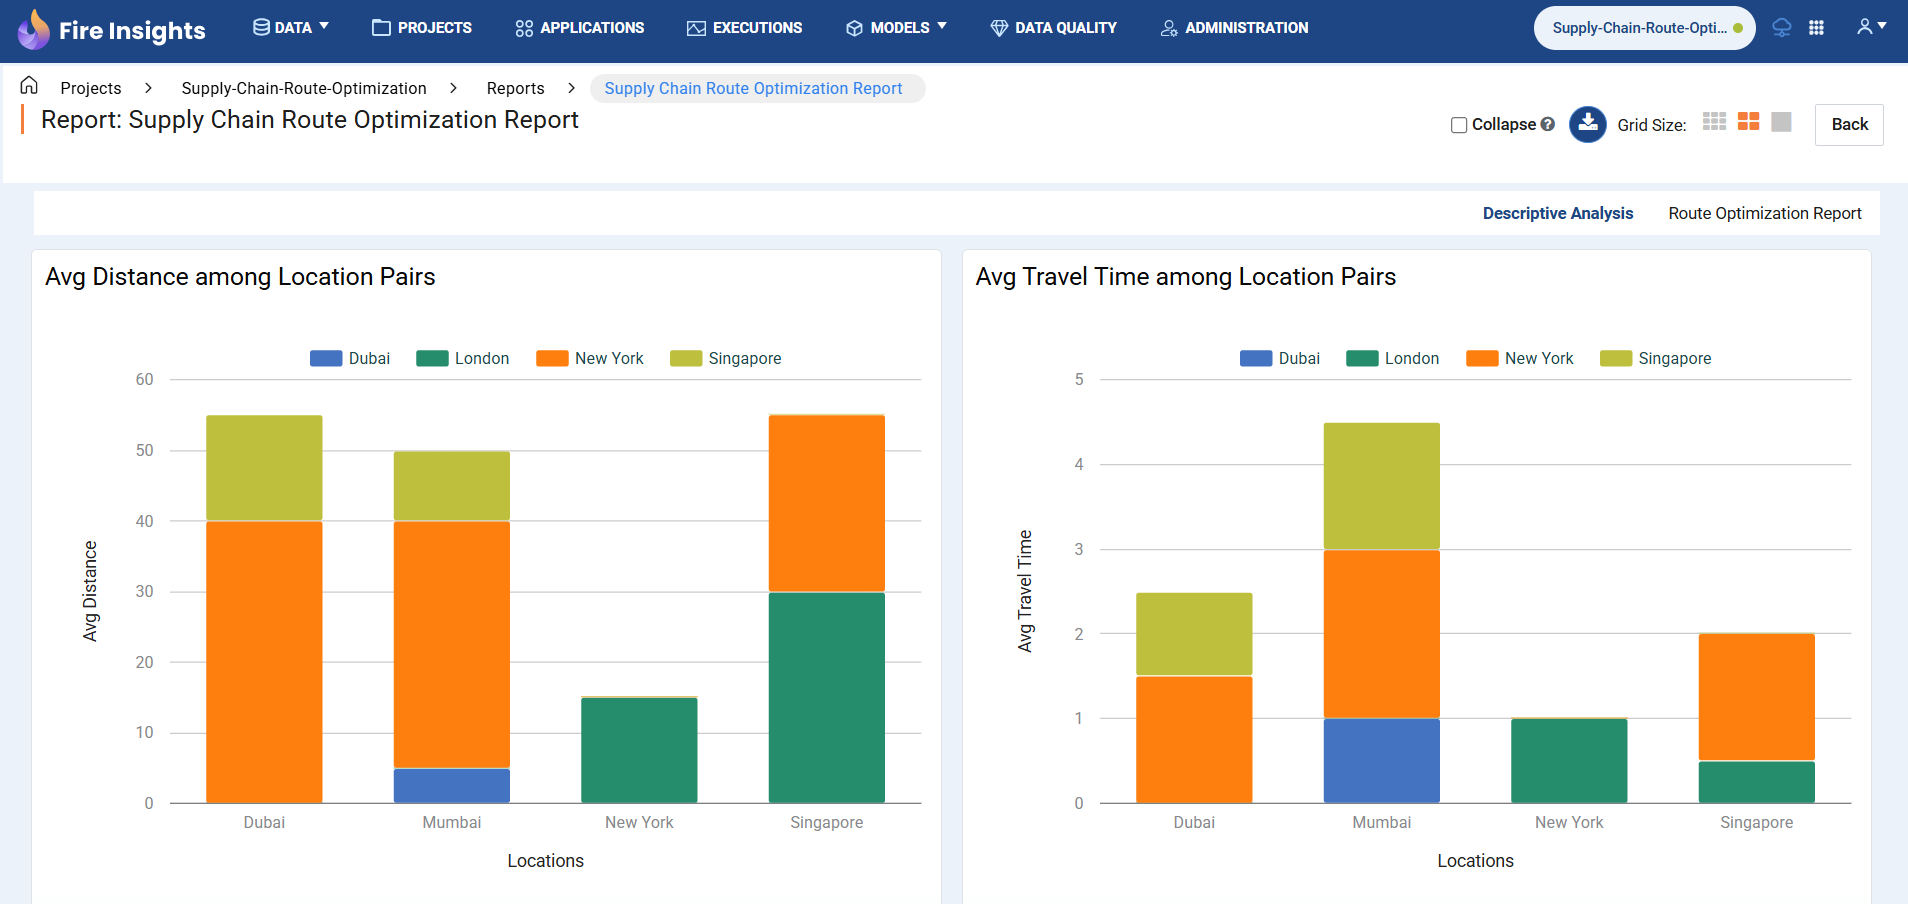 Fire Insights
DATA PROJECTS APPLICATIONS EXECUTIONS MODELS DATA QUALITY ADMINISTRATION
Supply-Chain-Route-Opti...
Projects > Supply-Chain-Route-Optimization > Reports > Supply Chain Route Optimization Report
Report: Supply Chain Route Optimization Report
Collapse ? Grid Size: Back
Descriptive Analysis Route Optimization Report
Avg Distance among Location Pairs
Dubai London New York Singapore
60
50
40
30
20
10
0
Avg Distance
Dubai Mumbai New York Singapore
Locations
Avg Travel Time among Location Pairs
Dubai London New York Singapore
5
4
3
2
1
0
Avg Travel Time
Dubai Mumbai New York Singapore
Locations